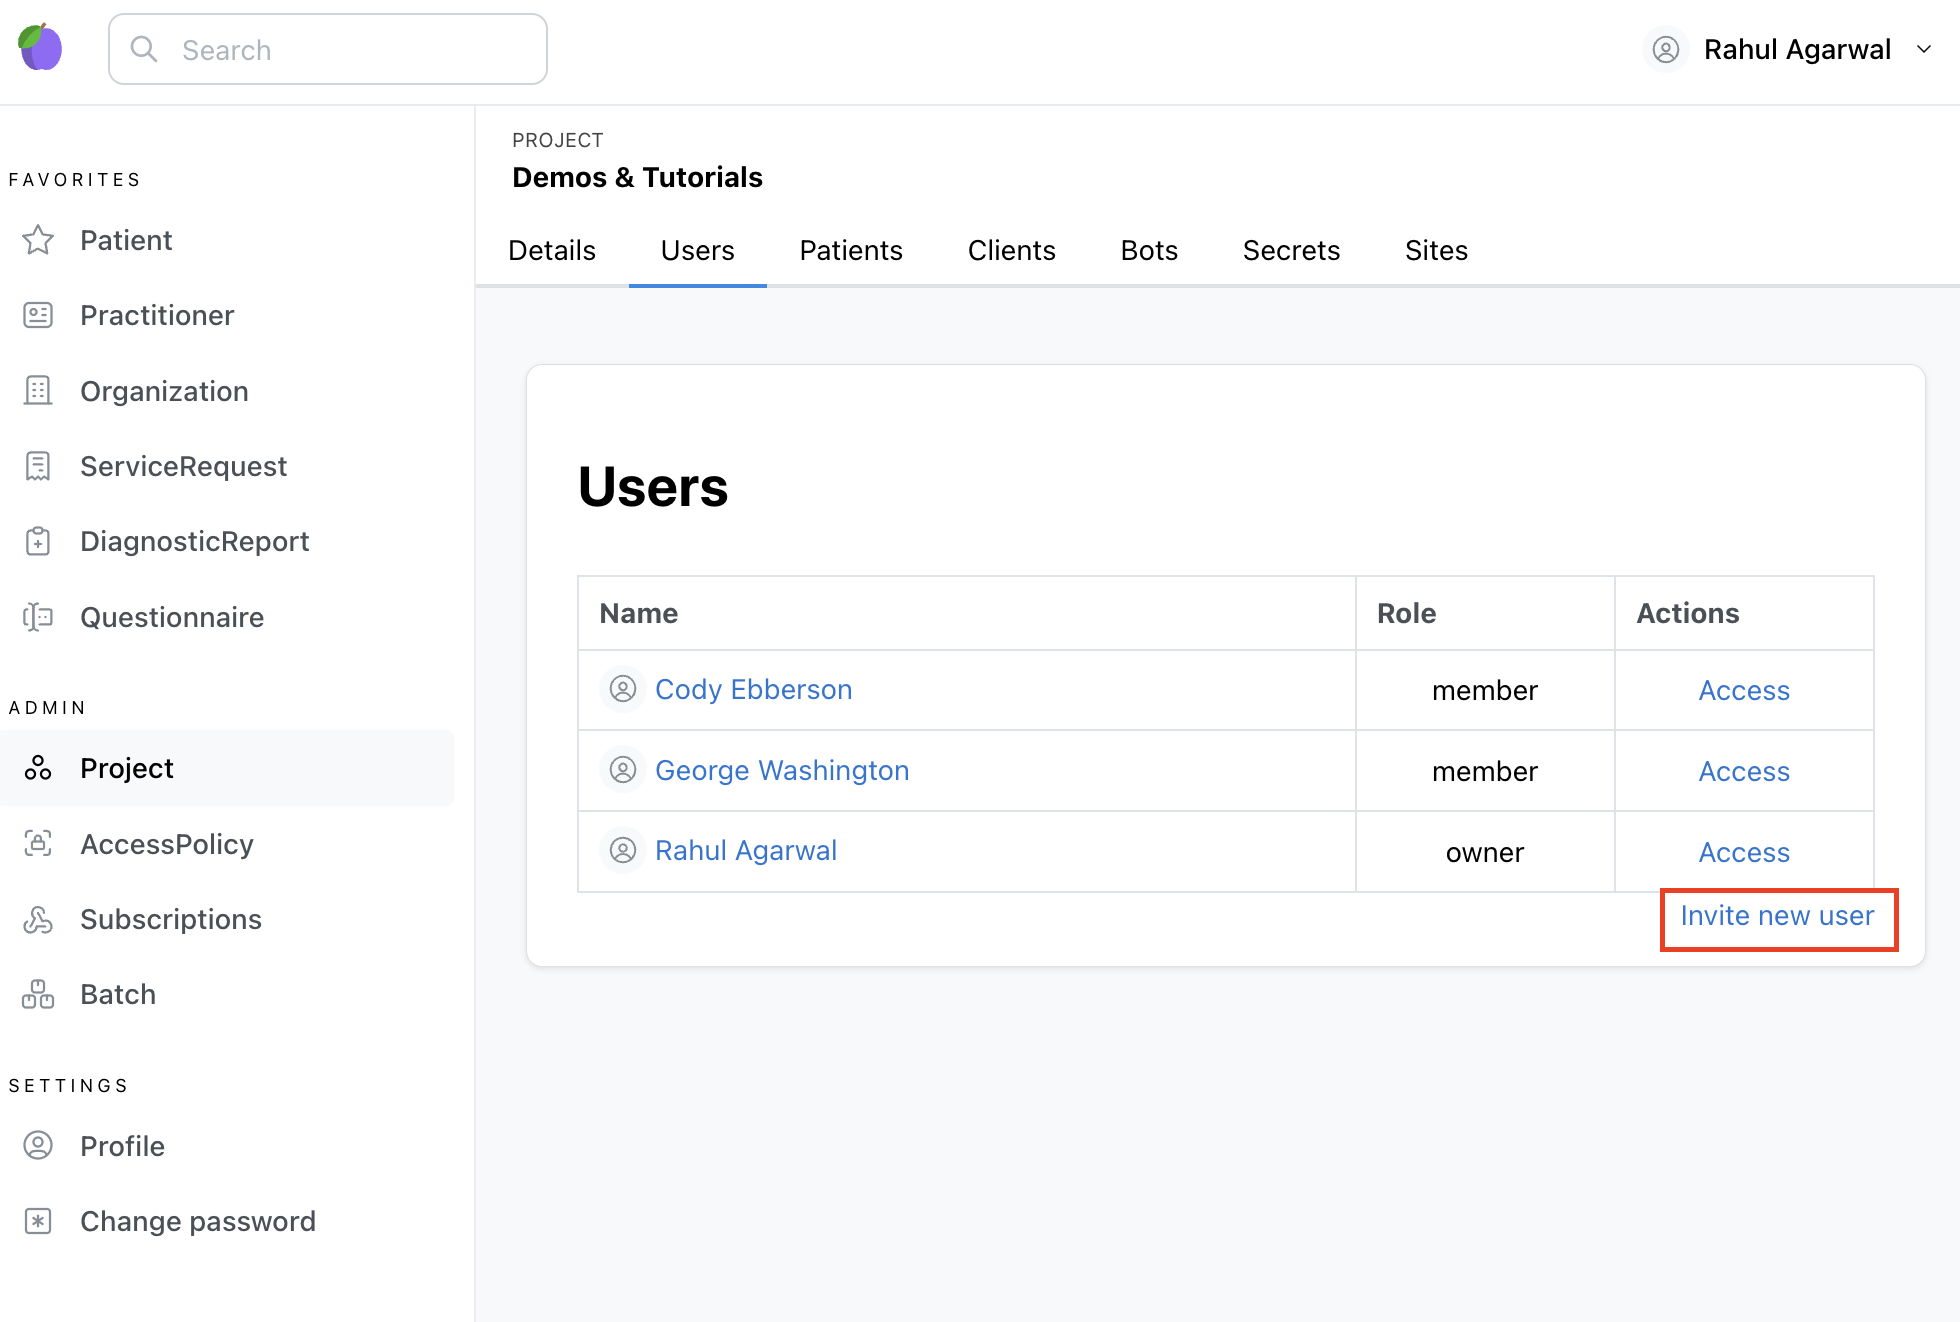 Search
Rahul Agarwal
FAVORITES
Patient
Practitioner
Organization
ServiceRequest
DiagnosticReport
Questionnaire
ADMIN
Project
AccessPolicy
Subscriptions
Batch
SETTINGS
Profile
Change password
PROJECT
Demos & Tutorials
Details Users Patients Clients Bots Secrets Sites
Users
Name Role Actions
Cody Ebberson member Access
George Washington member Access
Rahul Agarwal owner Access
Invite new user